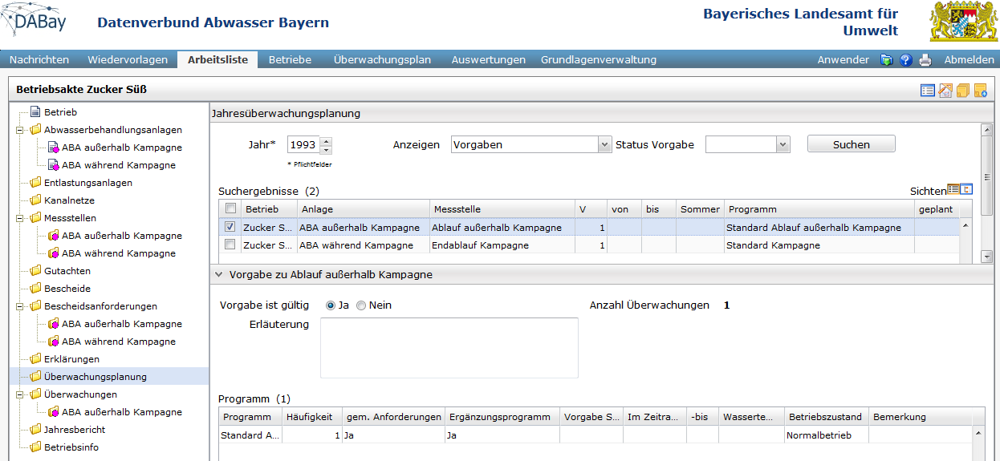 DABay
Datenverbund Abwasser Bayern
Bayerisches Landesamt für
Umwelt
Nachrichten Wiedervorlagen Arbeitsliste Betriebe Überwachungsplan Auswertungen Grundlagenverwaltung Anwender ? Abmelden
Betriebsakte Zucker Süß
Betrieb
Abwasserbehandlungsanlagen
ABA außerhalb Kampagne
ABA während Kampagne
Entlastungsanlagen
Kanalnetze
Messstellen
ABA außerhalb Kampagne
ABA während Kampagne
Gutachten
Bescheide
Bescheidsanforderungen
ABA außerhalb Kampagne
ABA während Kampagne
Erklärungen
Überwachungsplanung
Überwachungen
ABA außerhalb Kampagne
Jahresbericht
Betriebsinfo
Jahresüberwachungsplanung
Jahr* 1993 Anzeigen Vorgaben Status Vorgabe Suchen
* Pflichtfelder
Suchergebnisse (2) Sichten
Betrieb Anlage Messstelle V von bis Sommer Programm geplant
Zucker S... ABA außerhalb Kampagne Ablauf außerhalb Kampagne 1 Standard Ablauf außerhalb Kampagne
Zucker S... ABA während Kampagne Endablauf Kampagne 1 Standard Kampagne
Vorgabe zu Ablauf außerhalb Kampagne
Vorgabe ist gültig Ja Nein Anzahl Überwachungen 1
Erläuterung
Programm (1)
Programm Häufigkeit gem. Anforderungen Ergänzungsprogramm Vorgabe S... Im Zeitra... -bis Wasserte... Betriebszustand Bemerkung
Standard A... 1 Ja Ja Normalbetrieb